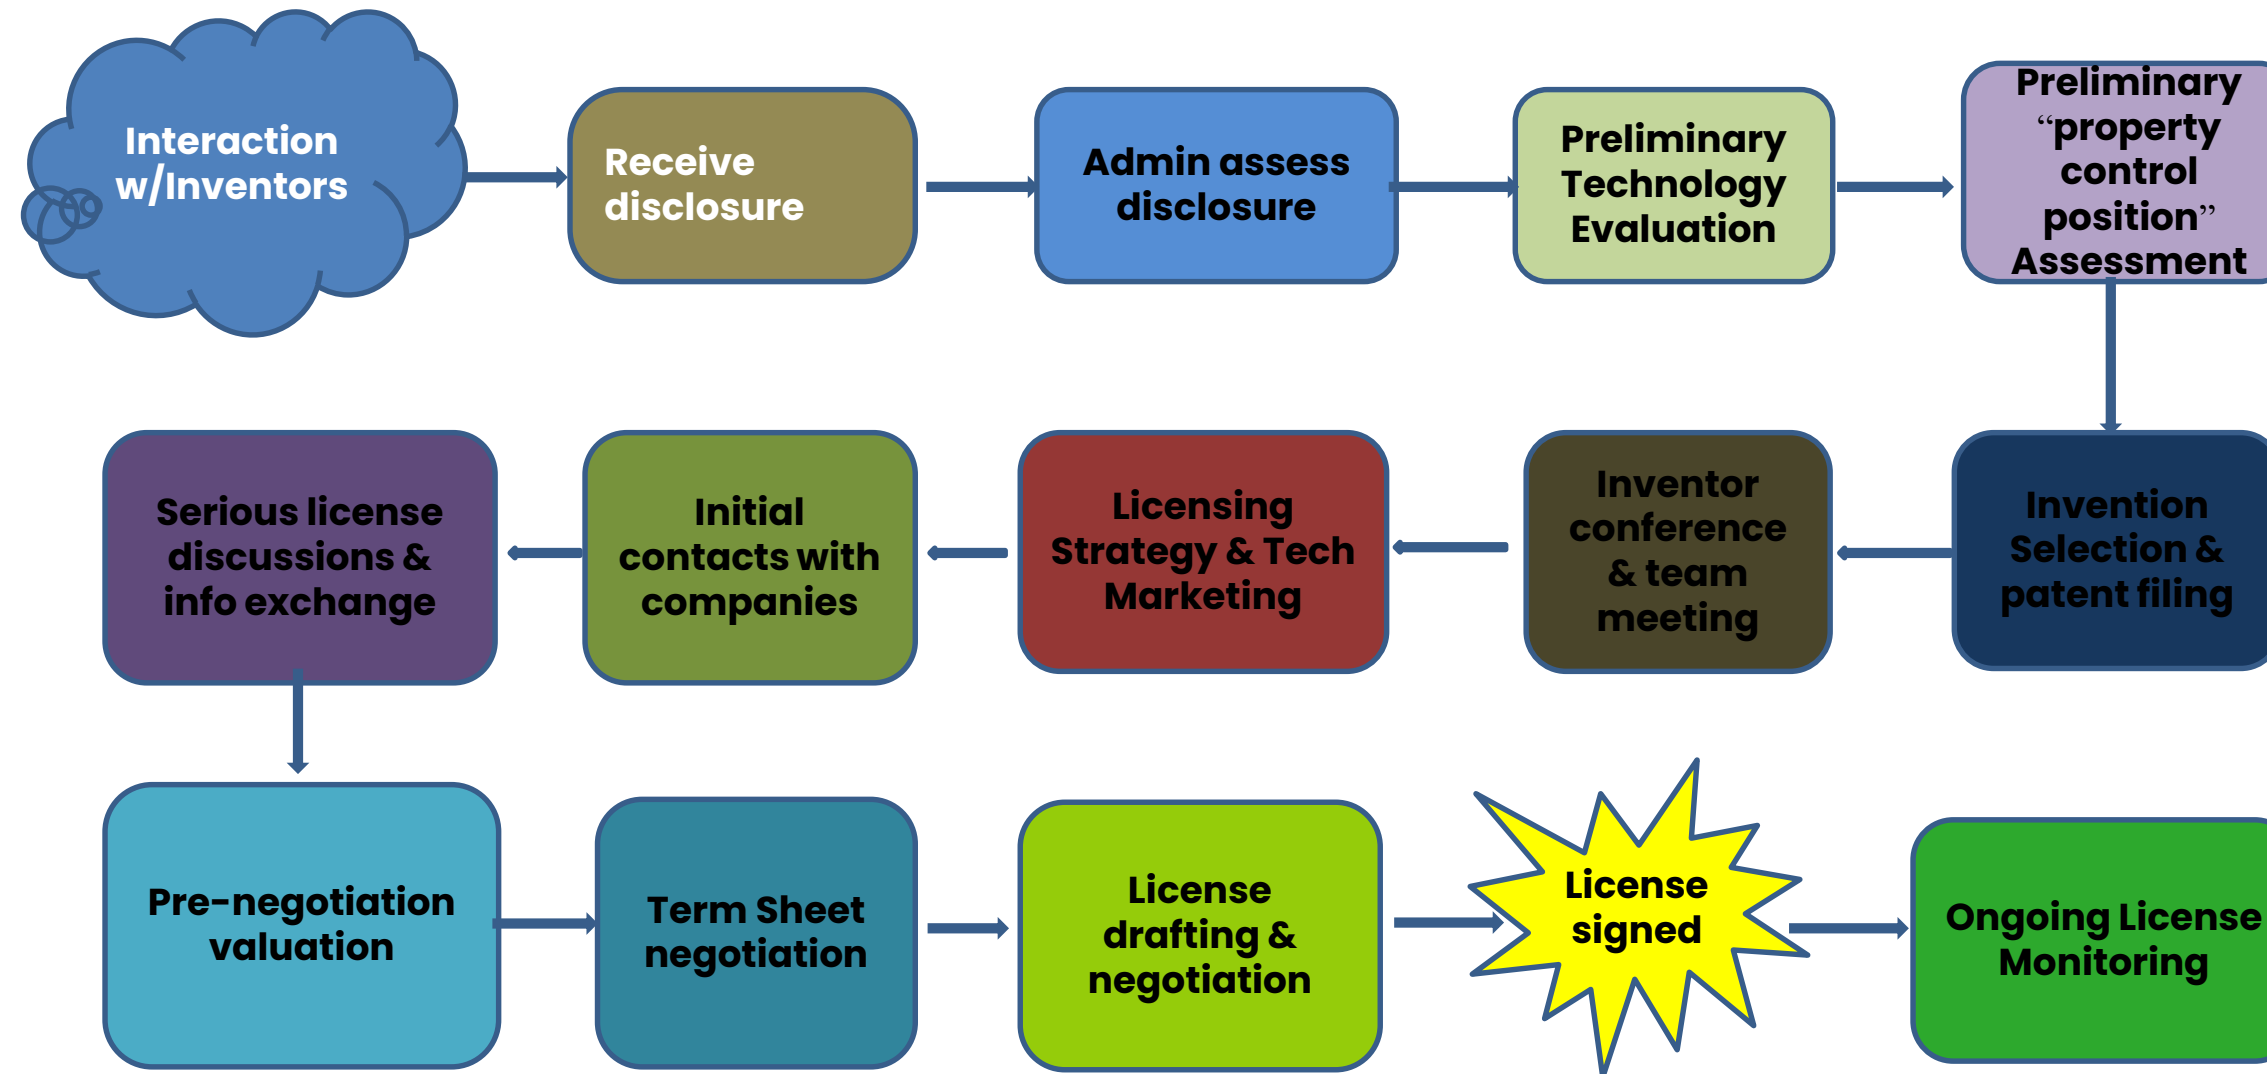 Interaction
w/Inventors
Receive
disclosure
Admin assess
disclosure
Preliminary
Technology
Evaluation
Preliminary
“property
control
position”
Assessment
Invention
Selection &
patent filing
Inventor
conference
& team
meeting
Licensing
Strategy & Tech
Marketing
Initial
contacts with
companies
Serious license
discussions &
info exchange
Pre-negotiation
valuation
Term Sheet
negotiation
License
drafting &
negotiation
License
signed
Ongoing License
Monitoring